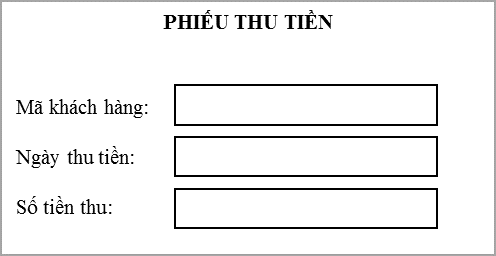 PHIẾU THU TIỀN
Mã khách hàng:
Ngày thu tiền:
Số tiền thu: